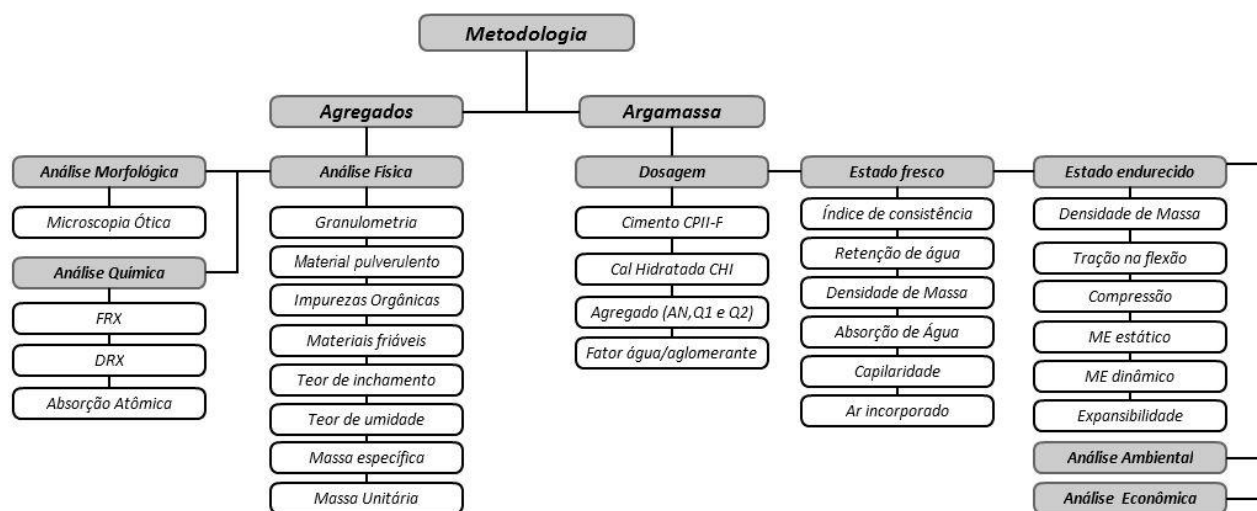 Metodologia
Agregados
Argamassa
Análise Morfológica
Microscopia Ótica
Análise Química
FRX
DRX
Absorção Atômica
Análise Física
Granulometria
Material pulverulento
Impurezas Orgânicas
Materiais friáveis
Teor de inchamento
Teor de umidade
Massa específica
Massa Unitária
Dosagem
Cimento CPII-F
Cal Hidratada CHI
Agregado (AN,Q1 e Q2)
Fator água/aglomerante
Estado fresco
Índice de consistência
Retenção de água
Densidade de Massa
Absorção de Água
Capilaridade
Ar incorporado
Estado endurecido
Densidade de Massa
Tração na flexão
Compressão
ME estático
ME dinâmico
Expansibilidade
Análise Ambiental
Análise Econômica